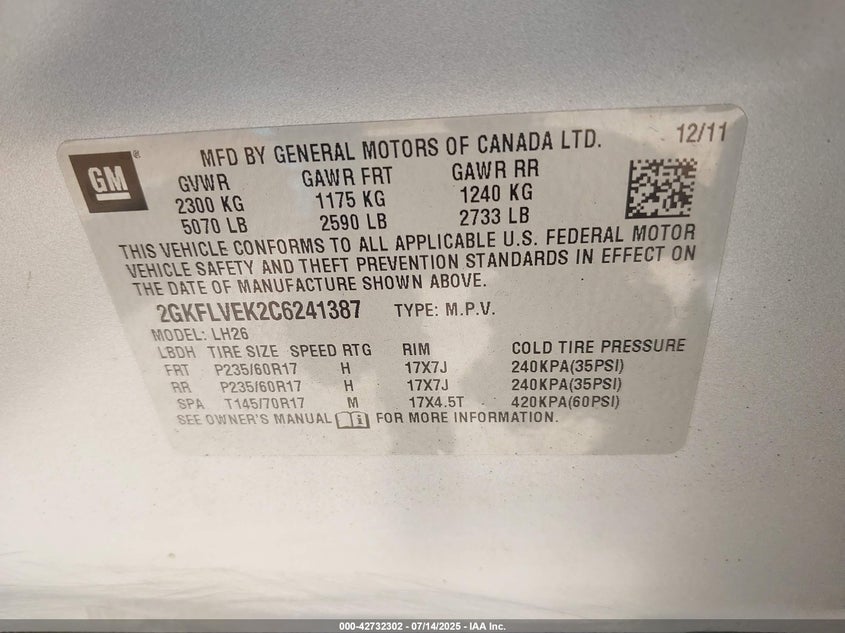 GM® MFD BY GENERAL MOTORS OF CANADA LTD. 12/11
GVWR GAWR FRT GAWR RR
2300 KG 1175 KG 1240 KG
5070 LB 2590 LB 2733 LB
THIS VEHICLE CONFORMS TO ALL APPLICABLE U.S. FEDERAL MOTOR
VEHICLE SAFETY AND THEFT PREVENTION STANDARDS IN EFFECT ON
THE DATE OF MANUFACTURE SHOWN ABOVE.
2GKFLVEK2C6241387 TYPE: M.P.V.
MODEL: LH26
LBDH TIRE SIZE SPEED RTG RIM COLD TIRE PRESSURE
FRT P235/60R17 H 17X7J 240KPA(35PSI)
RR P235/60R17 H 17X7J 240KPA(35PSI)
SPA T145/70R17 M 17X4.5T 420KPA(60PSI)
SEE OWNER'S MANUAL FOR MORE INFORMATION.
000-42732302 - 07/14/2025 - IAA Inc.